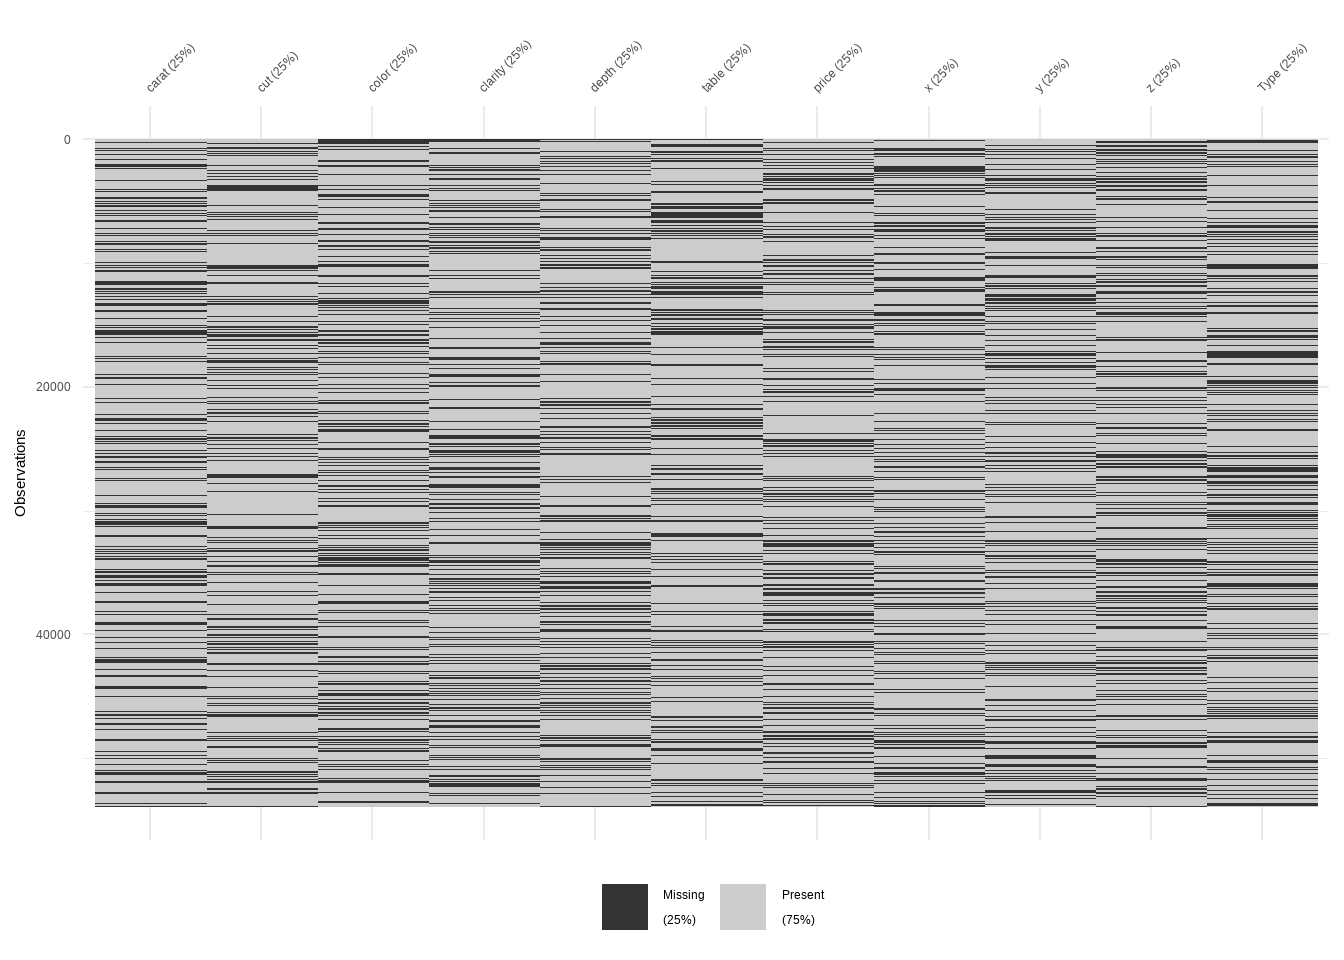 carat (25%)
cut (25%)
color (25%)
clarity (25%)
depth (25%)
table (25%)
price (25%)
x (25%)
y (25%)
z (25%)
Type (25%)
0
20000
40000
Observations
Missing
(25%)
Present
(75%)